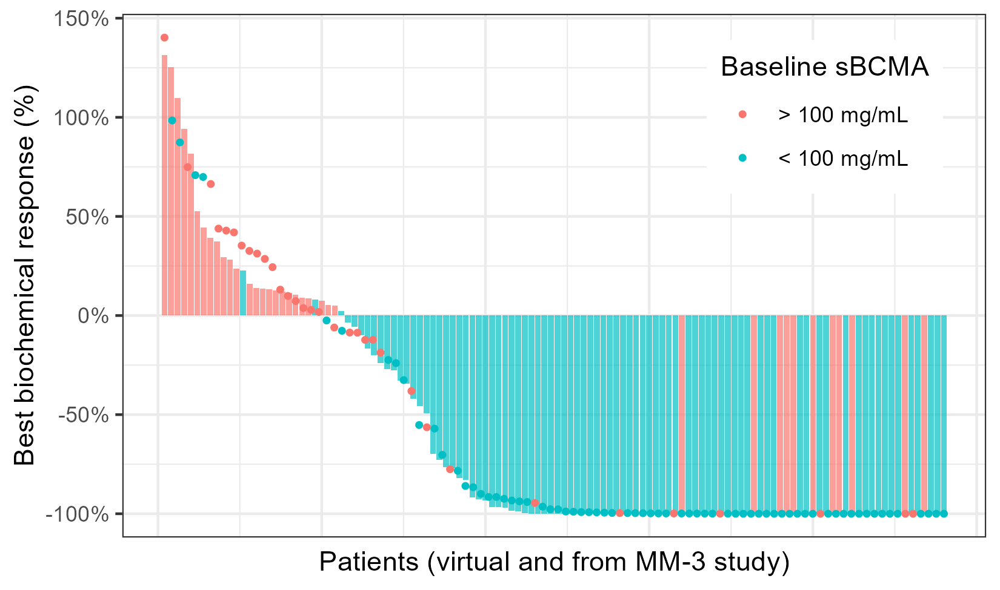 150%
100%
50%
0%
-50%
-100%
Best biochemical response (%)
Baseline sBCMA
> 100 mg/mL
< 100 mg/mL
Patients (virtual and from MM-3 study)